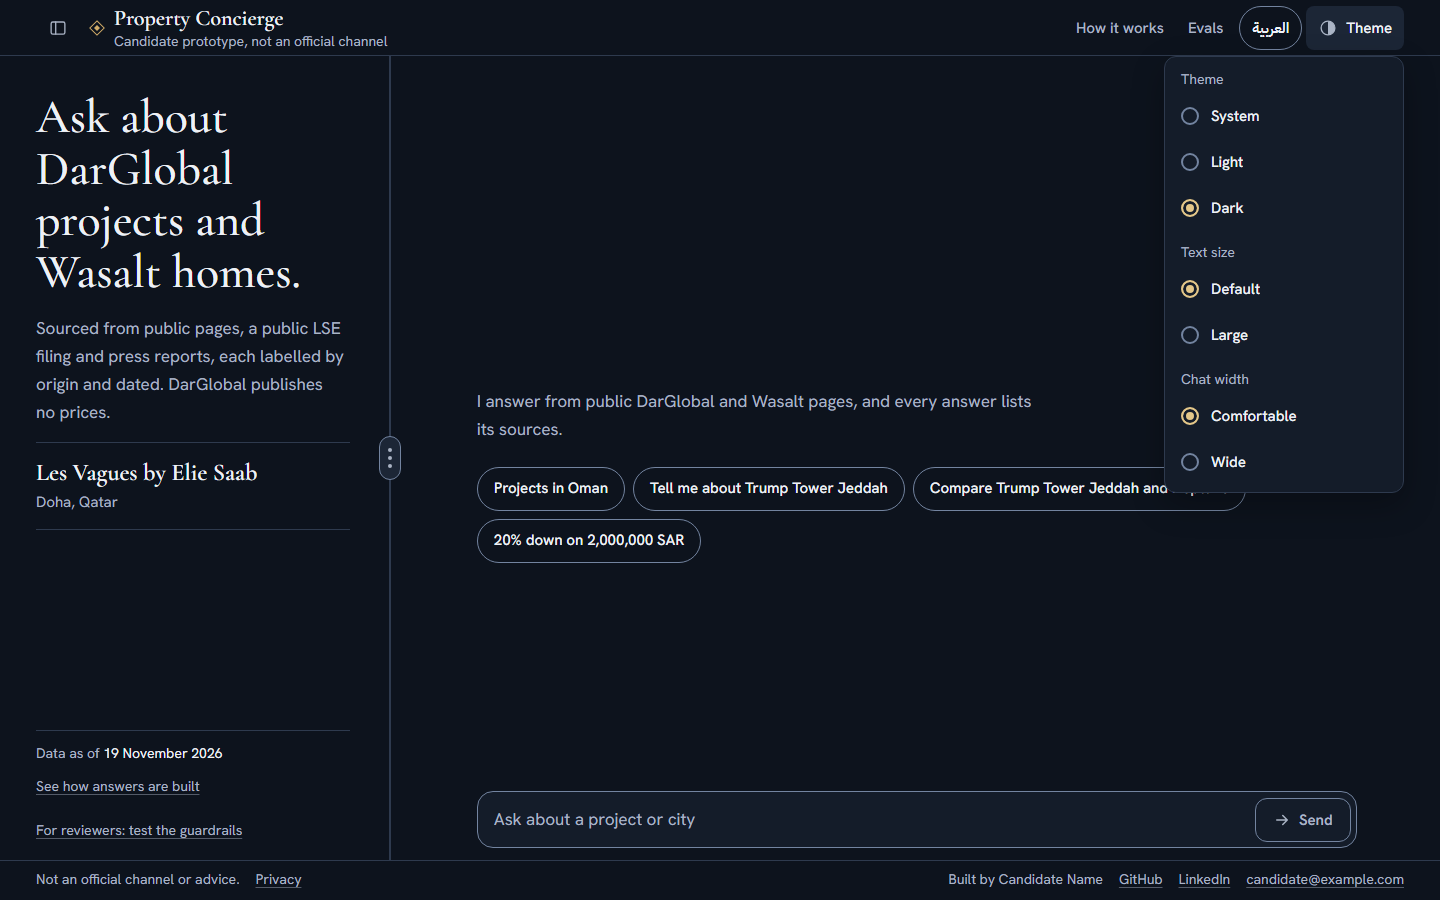 Property Concierge
Candidate prototype, not an official channel
How it works
Evals
العربية
Theme
Ask about
DarGlobal
projects and
Wasalt homes.
Sourced from public pages, a public LSE
filing and press reports, each labelled by
origin and dated. DarGlobal publishes
no prices.
Les Vagues by Elie Saab
Doha, Qatar
Data as of 19 November 2026
See how answers are built
For reviewers: test the guardrails
Theme
System
Light
Dark
Text size
Default
Large
Chat width
Comfortable
Wide
I answer from public DarGlobal and Wasalt pages, and every answer lists
its sources.
Projects in Oman
Tell me about Trump Tower Jeddah
Compare Trump Tower Jeddah and
20% down on 2,000,000 SAR
Ask about a project or city
Send
Not an official channel or advice.
Privacy
Built by Candidate Name
GitHub
LinkedIn
candidate@example.com